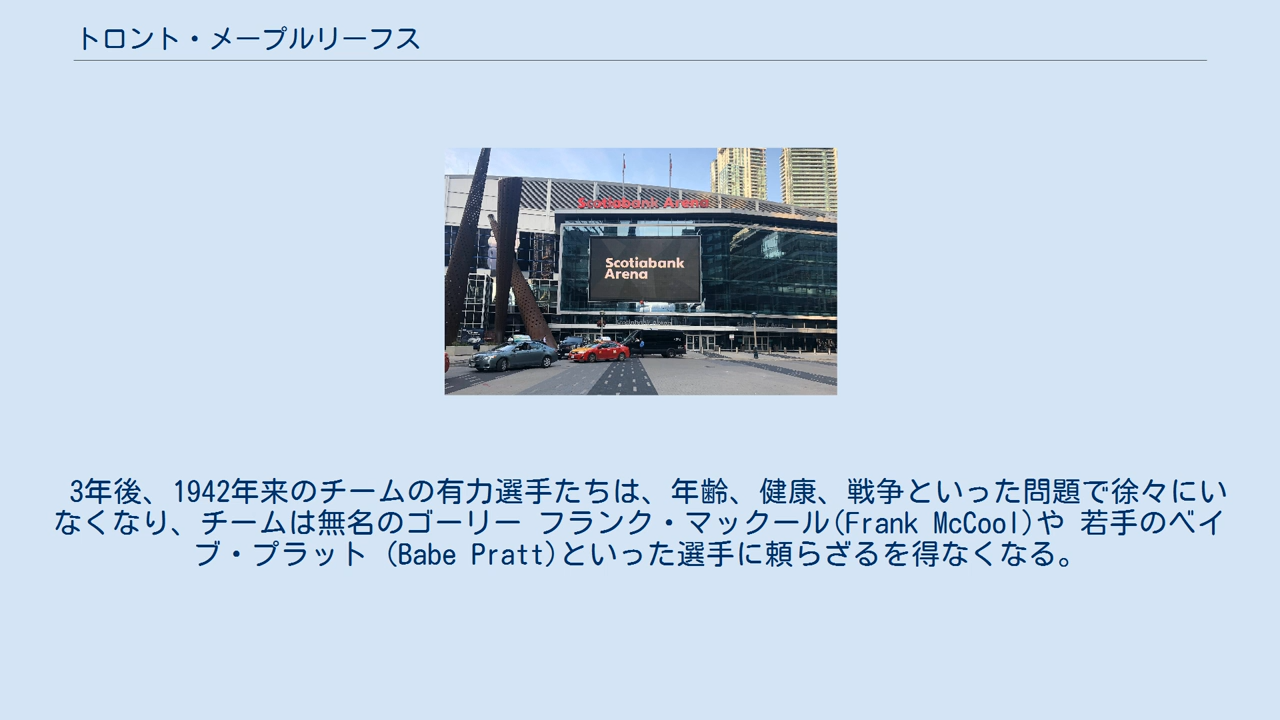 トロント・メープルリーフス
Scotiabank Arena
Scotiabank
Arena
Scotiabank Arena
3年後、1942年来のチームの有力選手たちは、年齢、健康、戦争といった問題で徐々にい
なくなり、チームは無名のゴーリー フランク・マックール(Frank McCool)や 若手のベイ
ブ・プラット (Babe Pratt)といった選手に頼らざるを得なくなる。